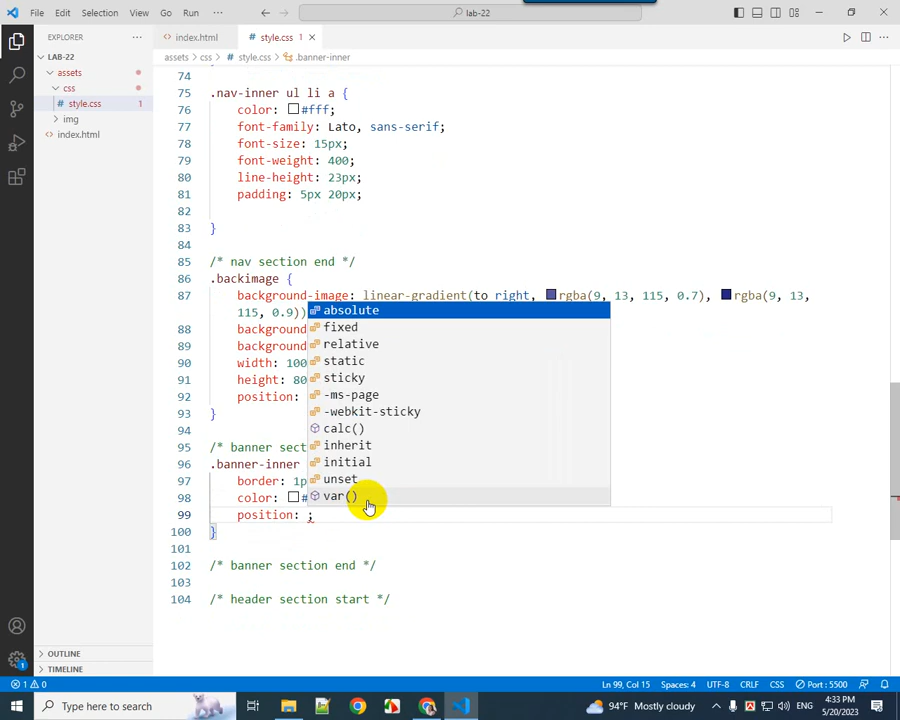 File Edit Selection View Go Run ··· lab-22
EXPLORER ···
index.html style.css 1
assets > css > style.css > .banner-inner
LAB-22
assets
css
style.css 1
img
index.html
OUTLINE
TIMELINE
74
75 .nav-inner ul li a {
76 color: #fff;
77 font-family: Lato, sans-serif;
78 font-size: 15px;
79 font-weight: 400;
80 line-height: 23px;
81 padding: 5px 20px;
82
83 }
84
85 /* nav section end */
86 .backimage {
87 background-image: linear-gradient(to right, rgba(9, 13, 115, 0.7), rgba(9, 13,
115, 0.9))
88 background
89 background
90 width: 100
91 height: 80
92 position:
93 }
94
95 /* banner sect
96 .banner-inner
97 border: 1p
98 color: #
99 position: ;
100 }
101
102 /* banner section end */
103
104 /* header section start */
absolute
fixed
relative
static
sticky
-ms-page
-webkit-sticky
calc()
inherit
initial
unset
var()
1 0 Ln 99, Col 15 Spaces: 4 UTF-8 CRLF CSS Port : 5500
Type here to search 94°F Mostly cloudy 4:33 PM
5/20/2023